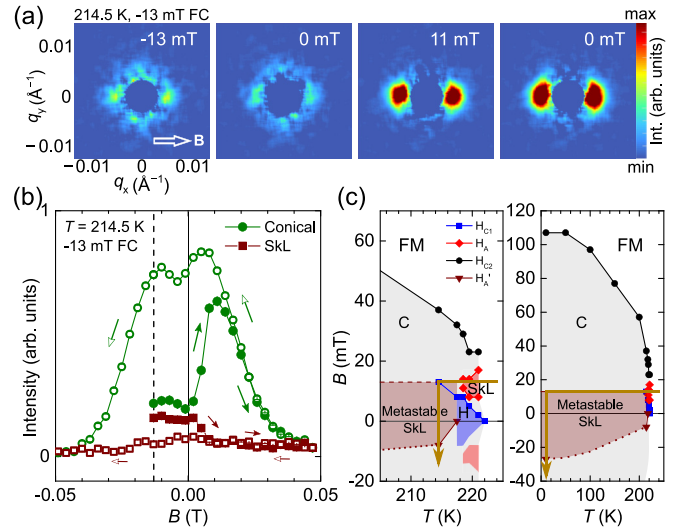 (a) 214.5 K, -13 mT FC
-13 mT
0 mT
11 mT
0 mT
max
Int. (arb. units)
min
0.01
0
−0.01
qy (Å⁻¹)
B
−0.01 0 0.01
qx (Å⁻¹)
(b)
T = 214.5 K
-13 mT FC
Conical
SkL
1
0
Intensity (arb. units)
-0.05 0.00 0.05
B (T)
(c)
FM
HC1
HA
HC2
HA'
C
SkL
H
Metastable
SkL
60
40
20
0
-20
B (mT)
210 220
T (K)
FM
C
Metastable
SkL
120
100
80
60
40
20
0
-20
-40
0 100 200
T (K)